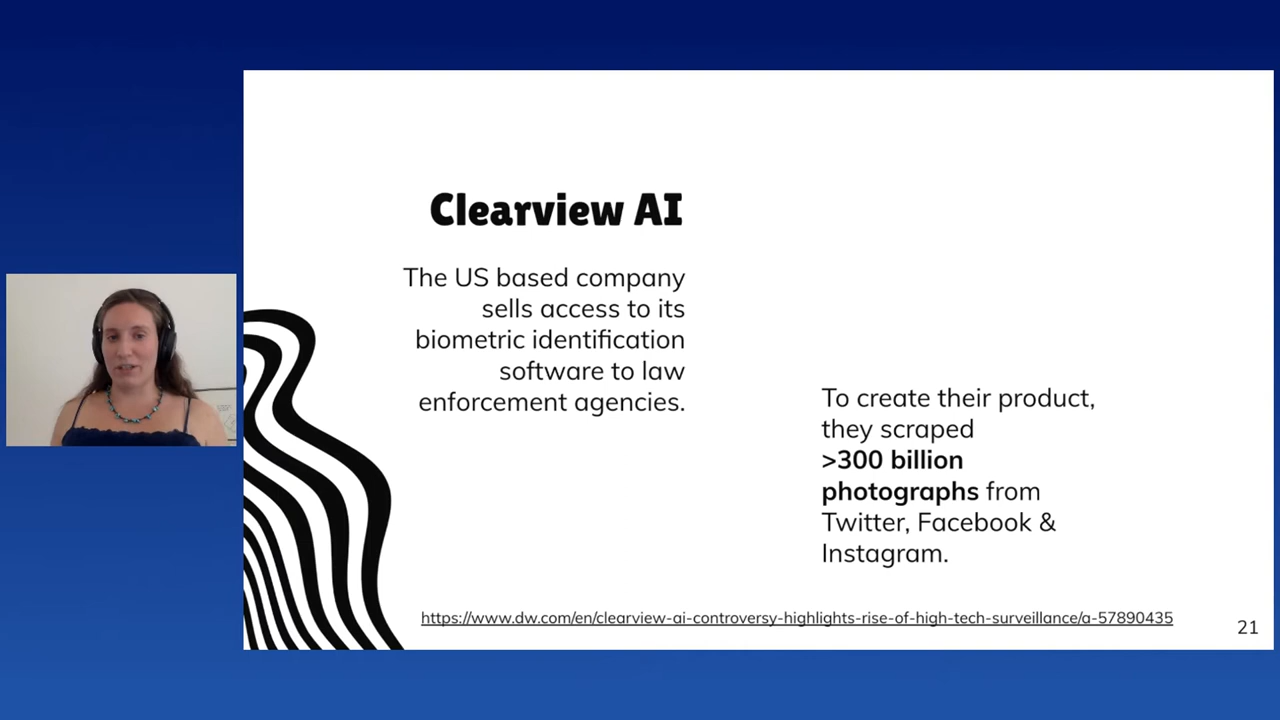 Clearview AI
The US based company
sells access to its
biometric identification
software to law
enforcement agencies.
To create their product,
they scraped
>300 billion
photographs from
Twitter, Facebook &
Instagram.
https://www.dw.com/en/clearview-ai-controversy-highlights-rise-of-high-tech-surveillance/a-57890435
21